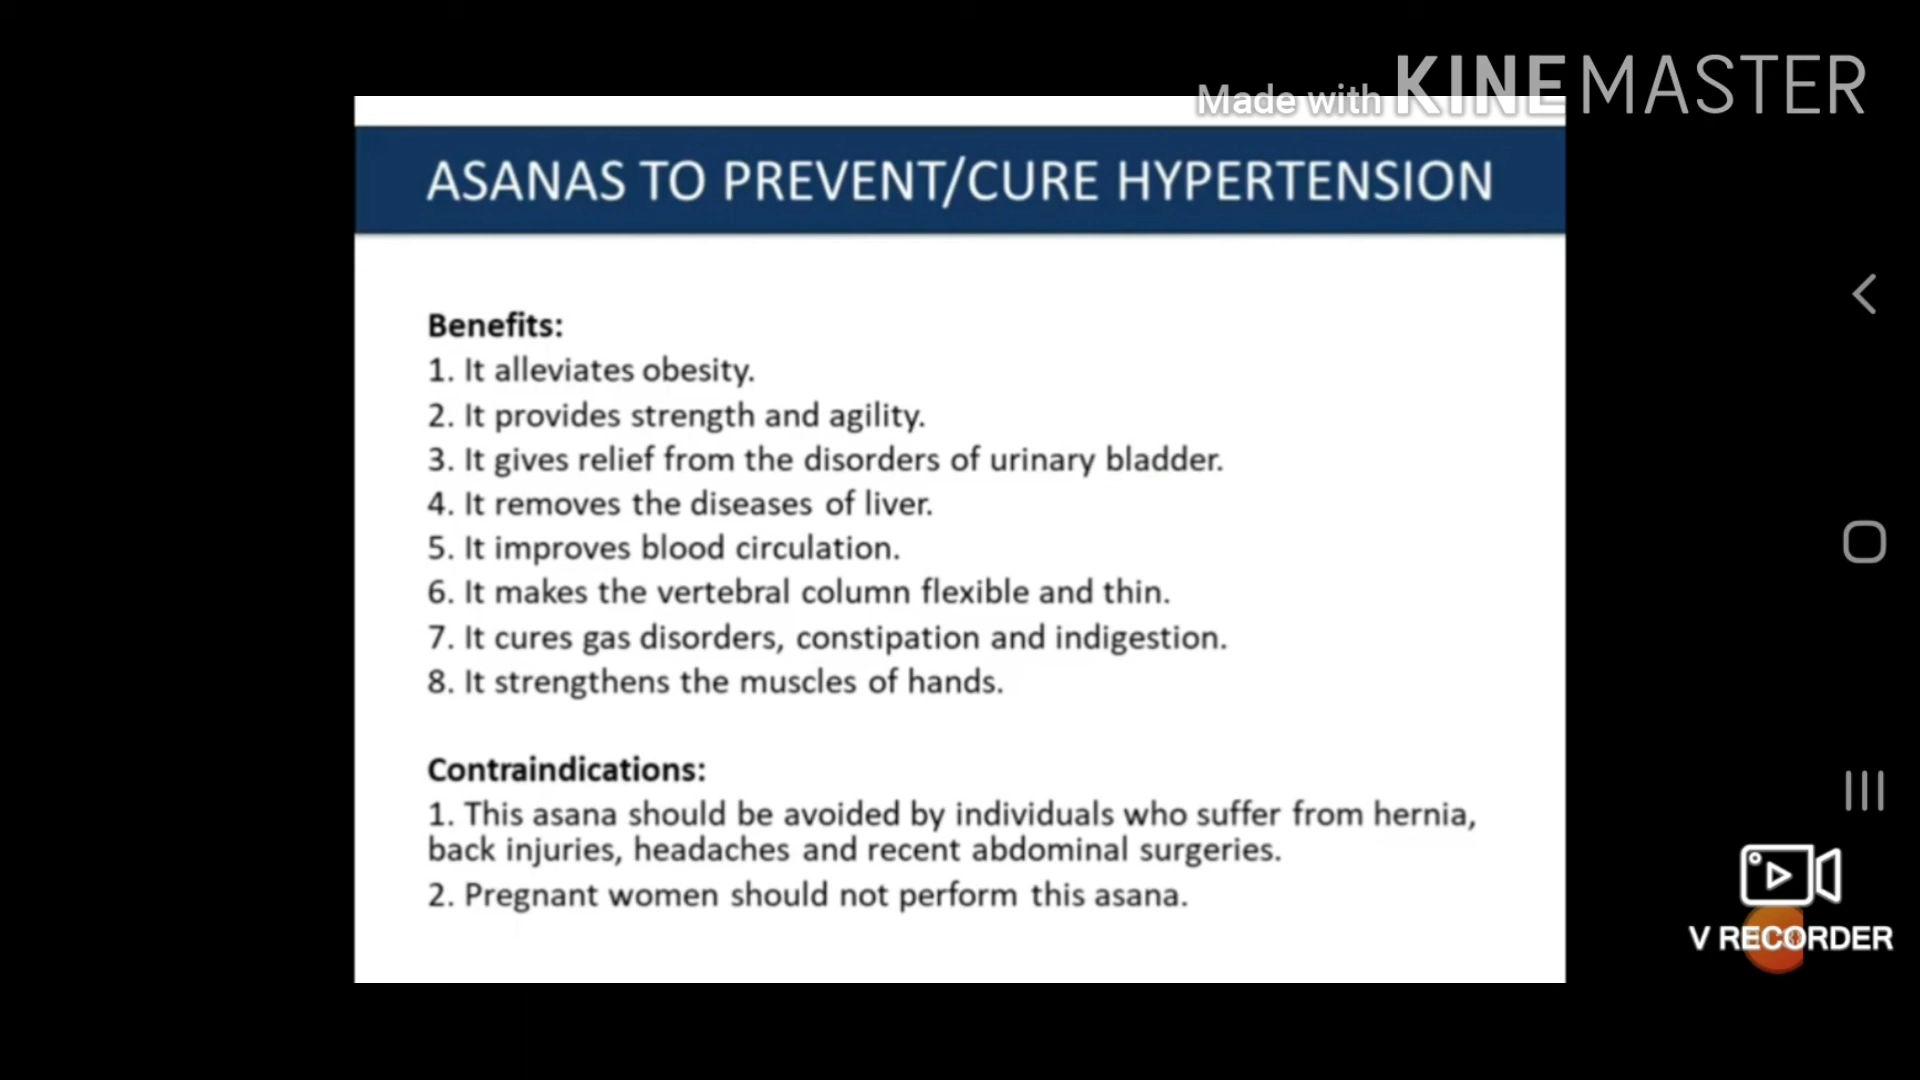 Made with KINEMASTER
ASANAS TO PREVENT/CURE HYPERTENSION
Benefits:
1. It alleviates obesity.
2. It provides strength and agility.
3. It gives relief from the disorders of urinary bladder.
4. It removes the diseases of liver.
5. It improves blood circulation.
6. It makes the vertebral column flexible and thin.
7. It cures gas disorders, constipation and indigestion.
8. It strengthens the muscles of hands.
Contraindications:
1. This asana should be avoided by individuals who suffer from hernia,
back injuries, headaches and recent abdominal surgeries.
2. Pregnant women should not perform this asana.
V RECORDER